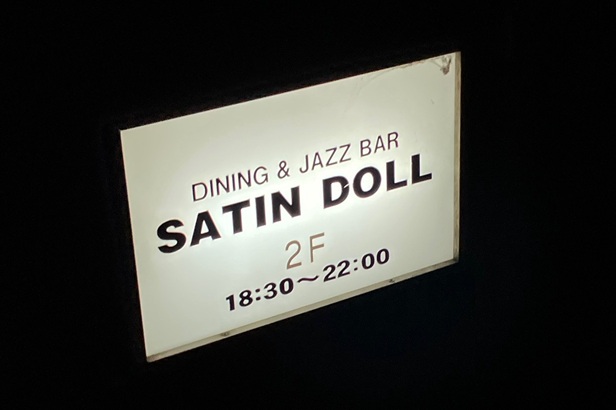 DINING & JAZZ BAR
SATIN DOLL
2F
18:30〜22:00